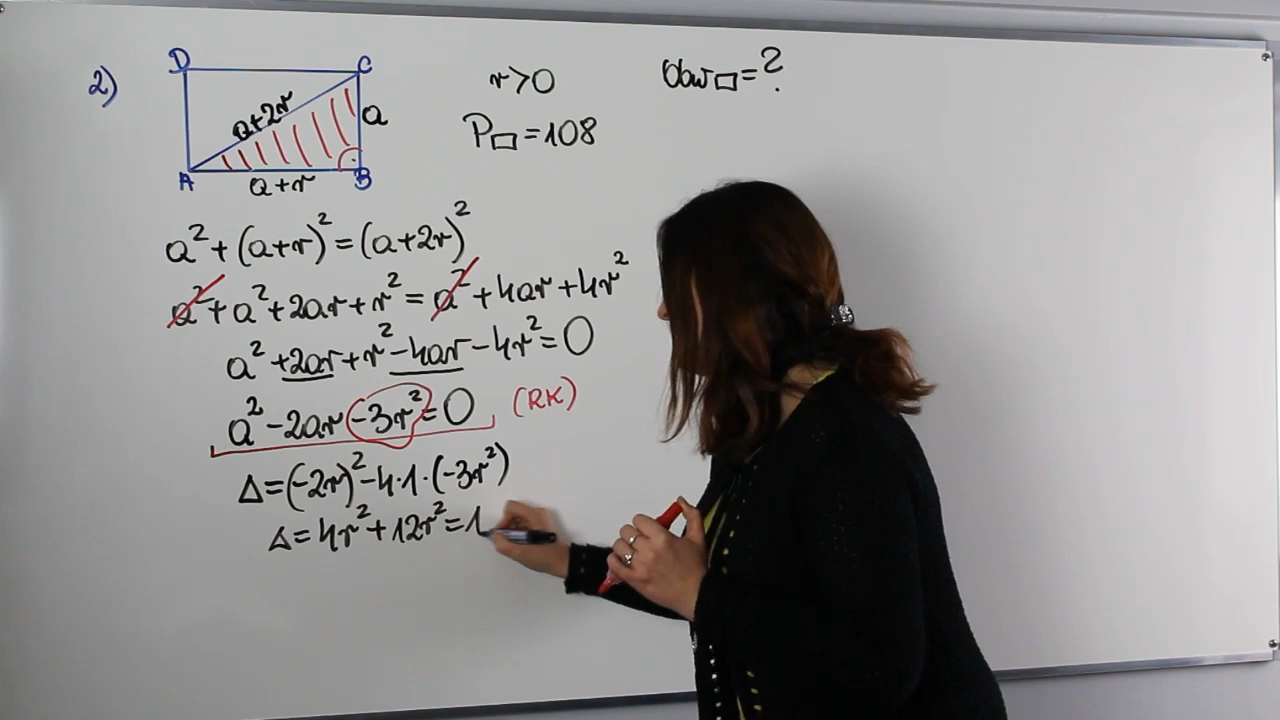 2)
D
C
a+2r
a
A
a+r
B
r>0
P▭=108
Obw▭=?
a²+(a+r)²=(a+2r)²
a²+a²+2ar+r²=a²+4ar+4r²
a²+2ar+r²-4ar-4r²=0
a²-2ar-3r²=0 (RK)
Δ=(-2r)²-4·1·(-3r²)
Δ=4r²+12r²=1